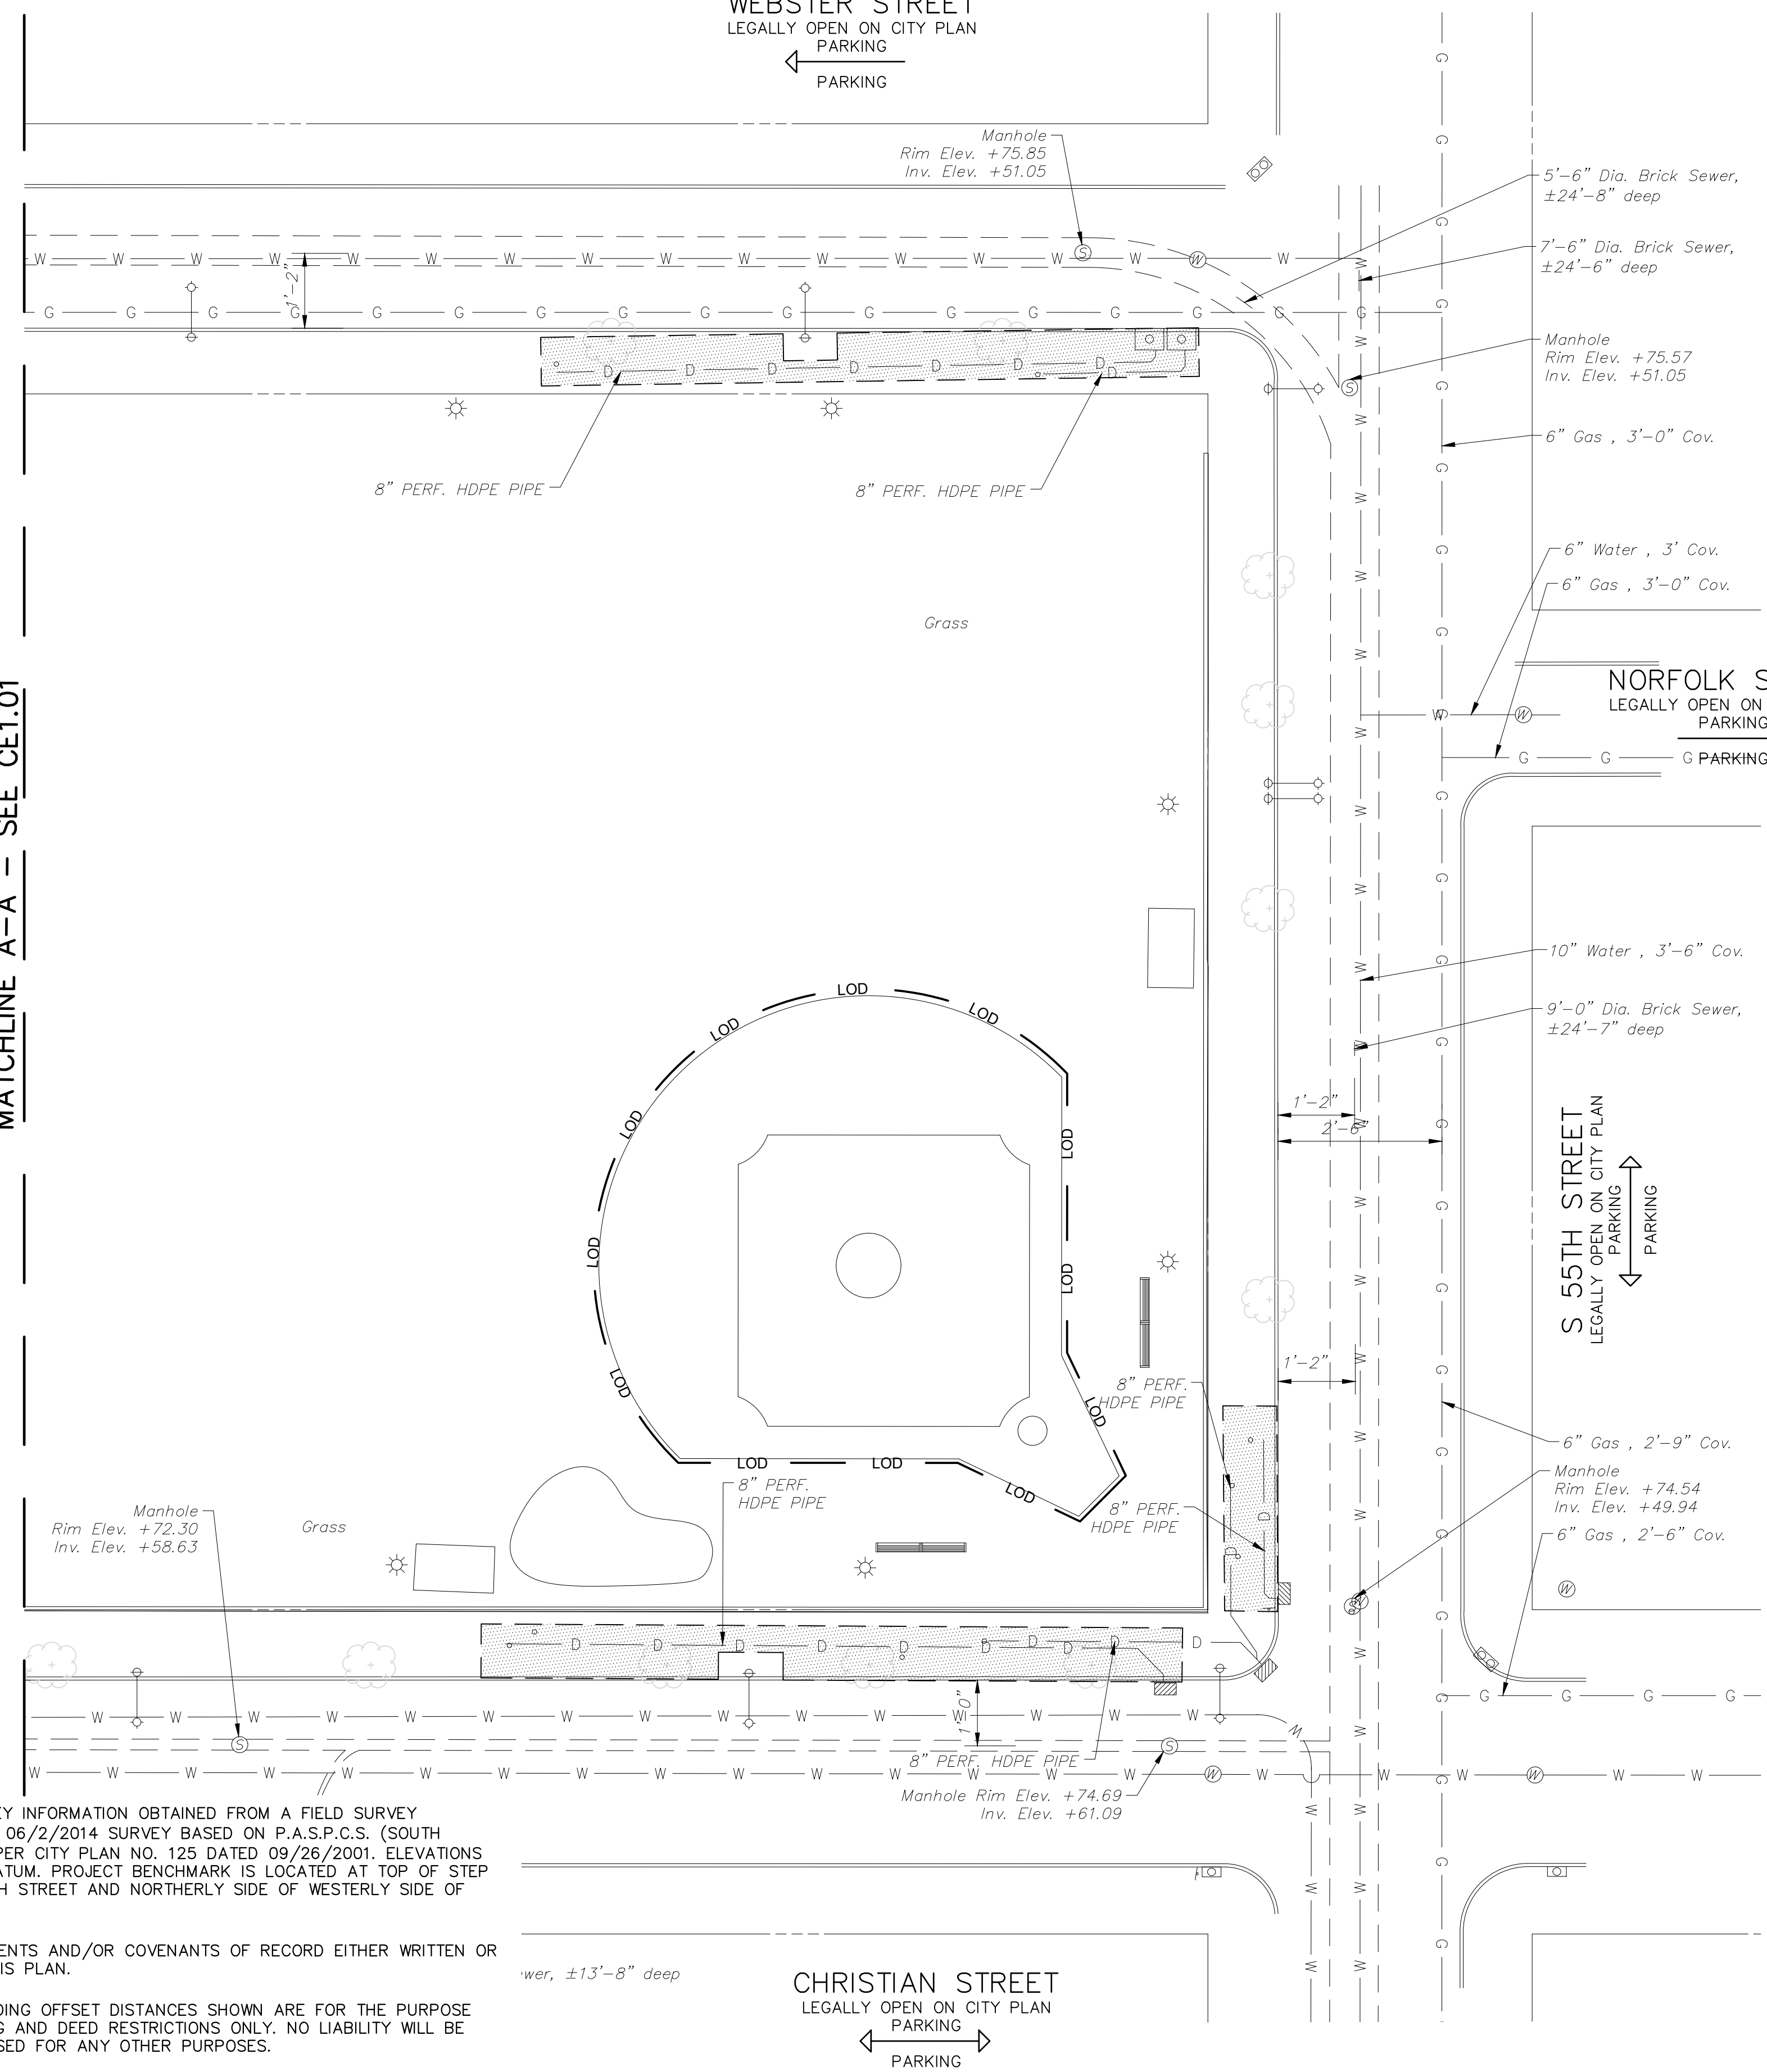 WEBSTER STREET
LEGALLY OPEN ON CITY PLAN
PARKING
PARKING
Manhole
Rim Elev. +75.85
Inv. Elev. +51.05
5'-6" Dia. Brick Sewer,
±24'-8" deep
7'-6" Dia. Brick Sewer,
±24'-6" deep
1'-2"
Manhole
Rim Elev. +75.57
Inv. Elev. +51.05
6" Gas , 3'-0" Cov.
8" PERF. HDPE PIPE
8" PERF. HDPE PIPE
6" Water , 3' Cov.
6" Gas , 3'-0" Cov.
Grass
NORFOLK S
LEGALLY OPEN ON
PARKING
PARKING
MATCHLINE A-A - SEE CE1.01
10" Water , 3'-6" Cov.
9'-0" Dia. Brick Sewer,
±24'-7" deep
LOD
LOD
LOD
LOD
LOD
LOD
LOD
LOD
LOD
LOD
LOD
LOD
1'-2"
2'-6"
S 55TH STREET
LEGALLY OPEN ON CITY PLAN
PARKING
PARKING
1'-2"
8" PERF.
HDPE PIPE
6" Gas , 2'-9" Cov.
Manhole
Rim Elev. +74.54
Inv. Elev. +49.94
6" Gas , 2'-6" Cov.
8" PERF.
HDPE PIPE
8" PERF.
HDPE PIPE
Manhole
Rim Elev. +72.30
Inv. Elev. +58.63
Grass
1'-0"
8" PERF. HDPE PIPE
Manhole Rim Elev. +74.69
Inv. Elev. +61.09
EY INFORMATION OBTAINED FROM A FIELD SURVEY
06/2/2014 SURVEY BASED ON P.A.S.P.C.S. (SOUTH
PER CITY PLAN NO. 125 DATED 09/26/2001. ELEVATIONS
ATUM. PROJECT BENCHMARK IS LOCATED AT TOP OF STEP
H STREET AND NORTHERLY SIDE OF WESTERLY SIDE OF
ENTS AND/OR COVENANTS OF RECORD EITHER WRITTEN OR
IS PLAN.
DING OFFSET DISTANCES SHOWN ARE FOR THE PURPOSE
G AND DEED RESTRICTIONS ONLY. NO LIABILITY WILL BE
SED FOR ANY OTHER PURPOSES.
wer, ±13'-8" deep
CHRISTIAN STREET
LEGALLY OPEN ON CITY PLAN
PARKING
PARKING